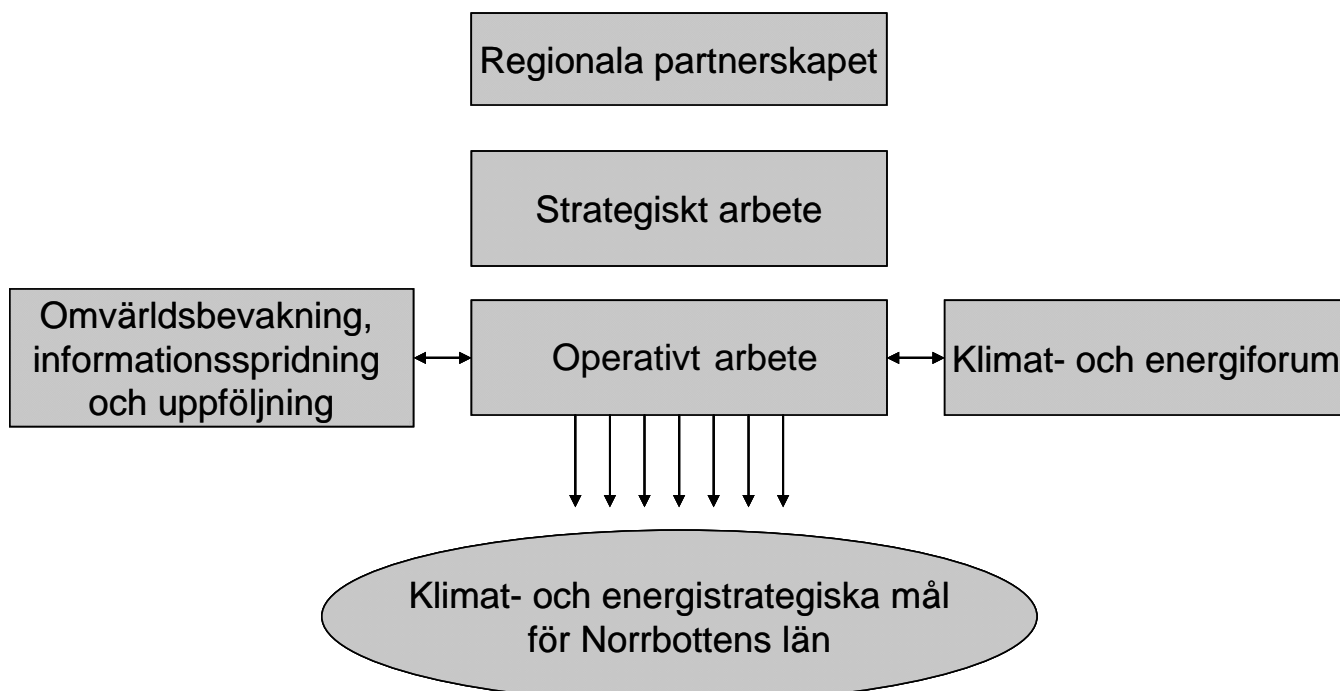 Regionala partnerskapet
Strategiskt arbete
Omvärldsbevakning,
informationsspridning
och uppföljning
Operativt arbete
Klimat- och energiforum
Klimat- och energistrategiska mål
för Norrbottens län